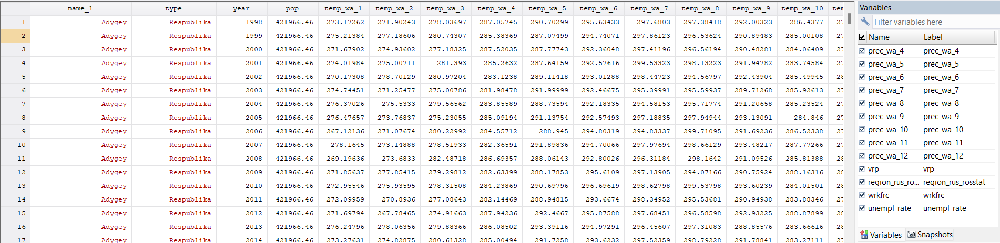 name_1 type year pop temp_wa_1 temp_wa_2 temp_wa_3 temp_wa_4 temp_wa_5 temp_wa_6 temp_wa_7 temp_wa_8 temp_wa_9 temp_wa_10
1 Adygey Respublika 1998 421966.46 273.17262 271.90243 278.03697 287.05745 290.70299 295.63433 297.6803 297.38418 292.00323 286.4377 27
2 Adygey Respublika 1999 421966.46 275.21384 277.18606 280.74307 285.38369 287.07499 294.74071 297.86123 296.53624 290.89483 285.00108 27
3 Adygey Respublika 2000 421966.46 271.67902 274.93602 277.18325 287.52035 287.77743 292.36048 297.41196 296.56194 290.48281 284.06409 27
4 Adygey Respublika 2001 421966.46 274.01984 275.00711 281.393 285.2632 287.64159 292.57616 299.53323 298.13223 291.94782 283.74584 27
5 Adygey Respublika 2002 421966.46 270.17308 278.70129 280.97204 283.1238 289.11418 293.01288 298.44723 294.56797 292.43904 285.49945 28
6 Adygey Respublika 2003 421966.46 274.74451 271.25477 275.00786 281.98478 291.99999 292.46675 295.39991 295.59937 289.71268 285.92613 27
7 Adygey Respublika 2004 421966.46 276.37026 275.5333 279.56562 283.85589 288.73594 292.18335 294.58153 295.71774 291.20658 285.23524 27
8 Adygey Respublika 2005 421966.46 276.47657 273.76837 275.23055 285.09194 291.13754 292.57493 297.18835 297.94944 293.13091 284.846 27
9 Adygey Respublika 2006 421966.46 267.12136 271.07674 280.22992 284.55712 288.945 294.80319 294.83337 299.71095 291.69236 286.52338 27
10 Adygey Respublika 2007 421966.46 278.1645 273.14888 278.51933 282.36591 291.89836 294.70066 297.97694 298.66129 293.48217 287.77266 27
11 Adygey Respublika 2008 421966.46 269.19636 273.6833 282.48718 286.69357 288.06143 292.80026 296.31184 298.1642 291.09526 285.81388 28
12 Adygey Respublika 2009 421966.46 271.85637 277.85415 279.29812 282.63399 288.17853 295.6109 297.13905 294.07166 290.75924 288.16316 28
13 Adygey Respublika 2010 421966.46 272.95546 275.93595 278.31508 284.23869 290.69796 296.69619 298.62798 299.53798 293.60239 284.01501 28
14 Adygey Respublika 2011 421966.46 272.09959 270.8936 277.08643 282.14469 288.94815 293.6674 298.34952 295.53681 290.94938 283.88346 27
15 Adygey Respublika 2012 421966.46 271.69794 267.78465 274.91663 287.94236 292.4667 295.87588 297.68451 296.58598 292.93225 288.87899 28
16 Adygey Respublika 2013 421966.46 276.24796 278.06356 279.88366 286.08502 293.39116 294.97291 296.45607 297.31083 288.85576 283.66616 28
17 Adygey Respublika 2014 421966.46 273.27631 274.82875 280.61328 285.00494 291.7258 293.6232 297.52359 298.79228 291.78841 283.27111 27
Variables
Filter variables here
Name Label
prec_wa_4 prec_wa_4
prec_wa_5 prec_wa_5
prec_wa_6 prec_wa_6
prec_wa_7 prec_wa_7
prec_wa_8 prec_wa_8
prec_wa_9 prec_wa_9
prec_wa_10 prec_wa_10
prec_wa_11 prec_wa_11
prec_wa_12 prec_wa_12
vrp vrp
region_rus_ro... region_rus_rosstat
wrkfrc wrkfrc
unempl_rate unempl_rate
Variables Snapshots